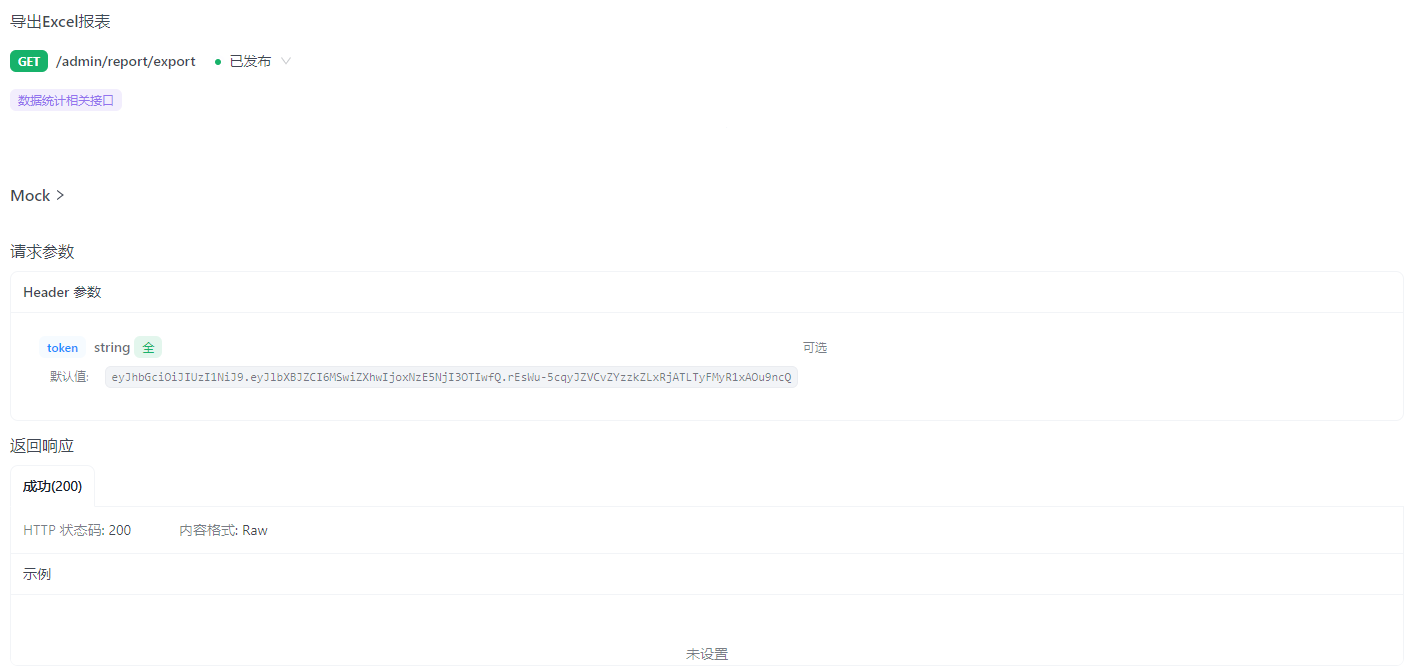 导出Excel报表
GET /admin/report/export 已发布
数据统计相关接口
Mock >
请求参数
Header 参数
token string 全 可选
默认值: eyJhbGciOiJIUzI1NiJ9.eyJlbXBJZCI6MSwiZXhwIjoxNzE5NjI3OTIwfQ.rEsWu-5cqyJZVCvZYzzkZLxRjATLTyFMyR1xAOu9ncQ
返回响应
成功(200)
HTTP 状态码: 200 内容格式: Raw
示例
未设置